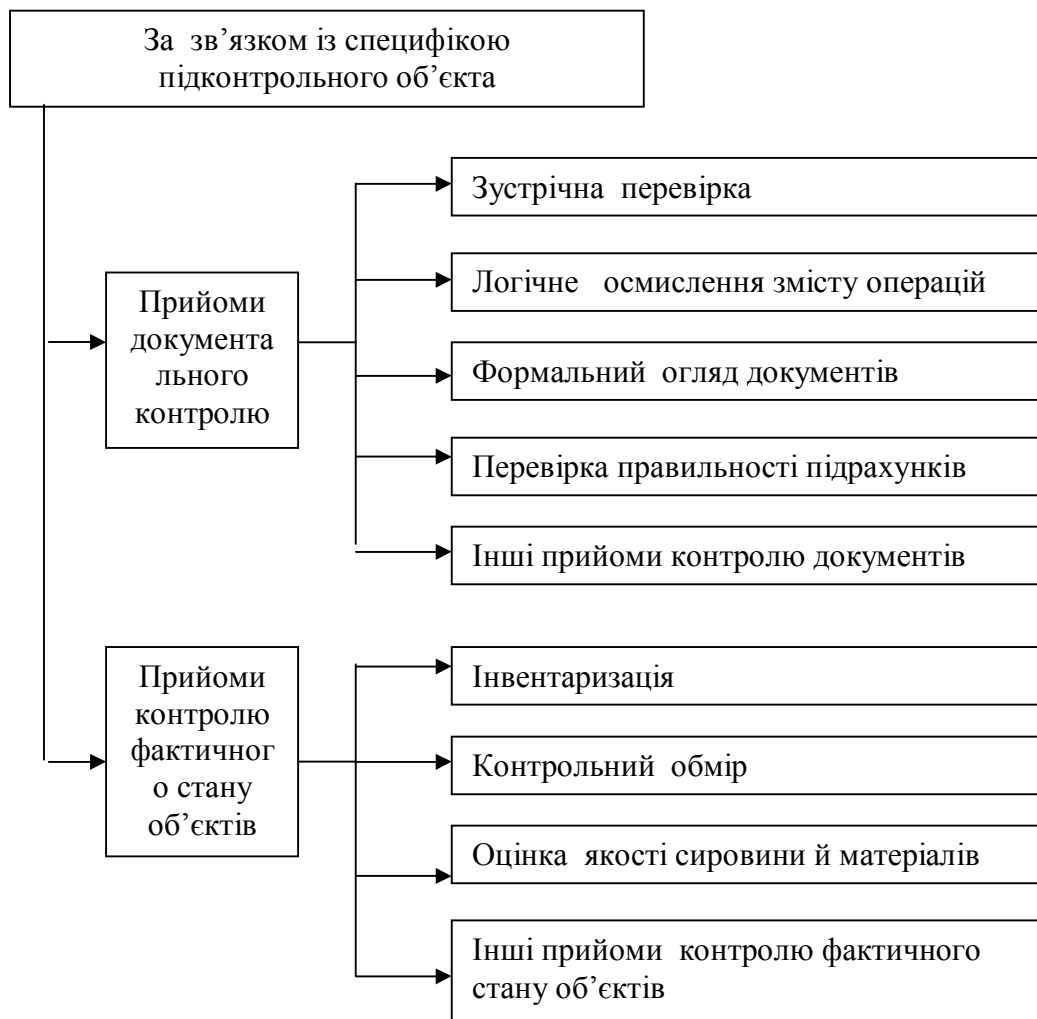 За зв’язком із специфікою
підконтрольного об’єкта
Прийоми
документа
льного
контролю
Зустрічна перевірка
Логічне осмислення змісту операцій
Формальний огляд документів
Перевірка правильності підрахунків
Інші прийоми контролю документів
Прийоми
контролю
фактичног
о стану
об’єктів
Інвентаризація
Контрольний обмір
Оцінка якості сировини й матеріалів
Інші прийоми контролю фактичного
стану об’єктів